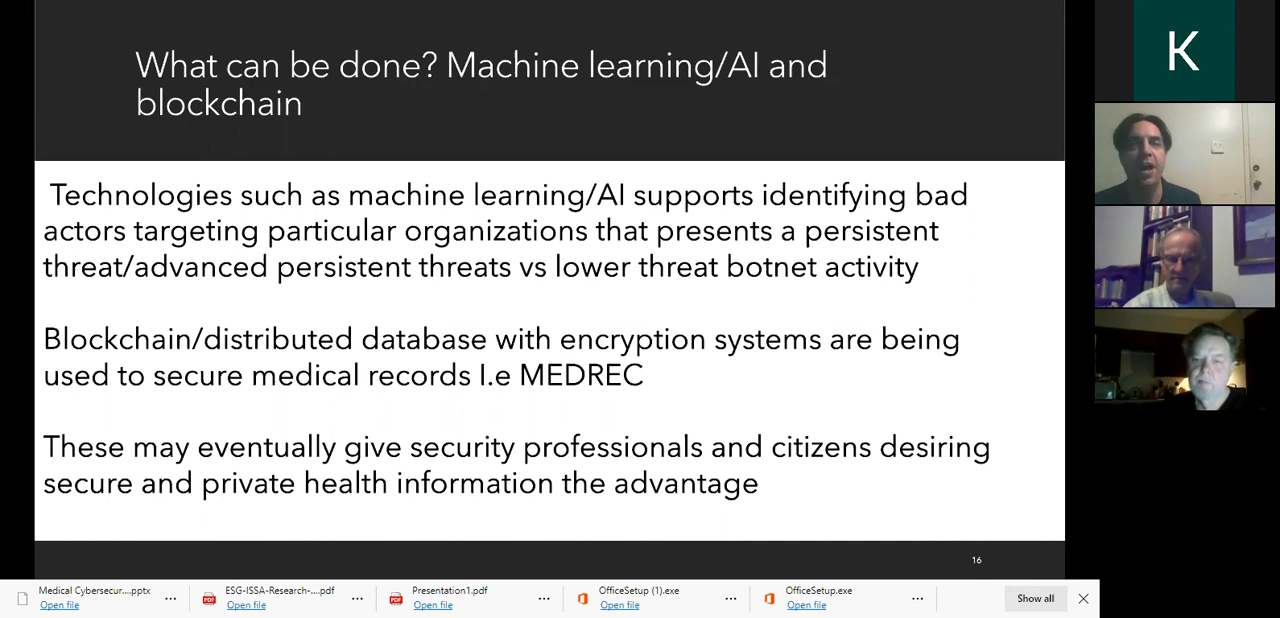 What can be done? Machine learning/AI and
blockchain
Technologies such as machine learning/AI supports identifying bad
actors targeting particular organizations that presents a persistent
threat/advanced persistent threats vs lower threat botnet activity
Blockchain/distributed database with encryption systems are being
used to secure medical records I.e MEDREC
These may eventually give security professionals and citizens desiring
secure and private health information the advantage
16
K
Medical Cybersecur....pptx
Open file
...
PDF
ESG-ISSA-Research-....pdf
Open file
...
PDF
Presentation1.pdf
Open file
...
OfficeSetup (1).exe
Open file
...
OfficeSetup.exe
Open file
...
Show all